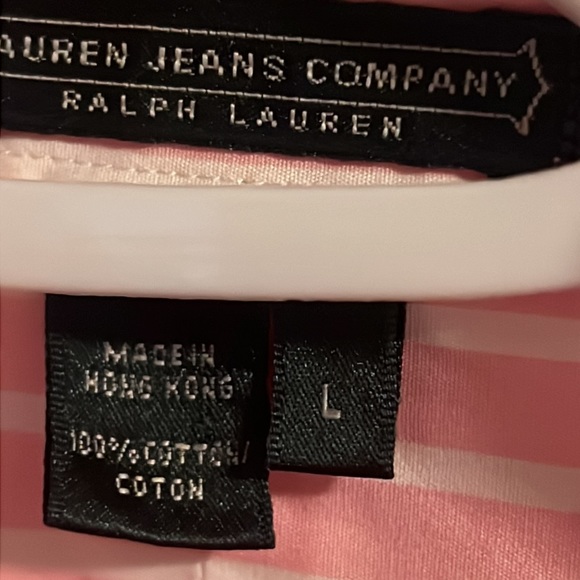 AUREN JEANS COMPANY
RALPH LAUREN
MADE IN
HONG KONG
L
100% COTTON/
COTON